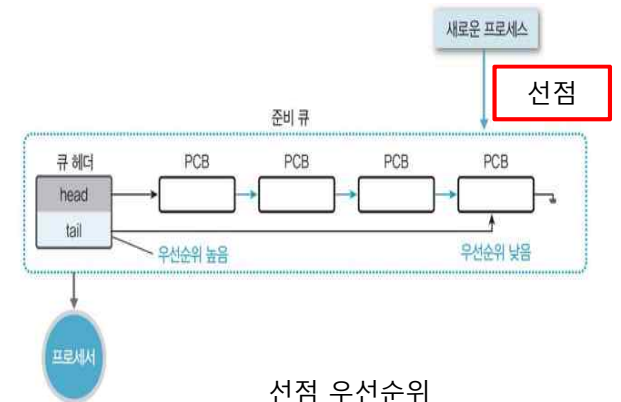 새로운 프로세스
선점
준비 큐
큐 헤더 PCB PCB PCB PCB
head
tail
우선순위 높음 우선순위 낮음
프로세서
선점 우선순위